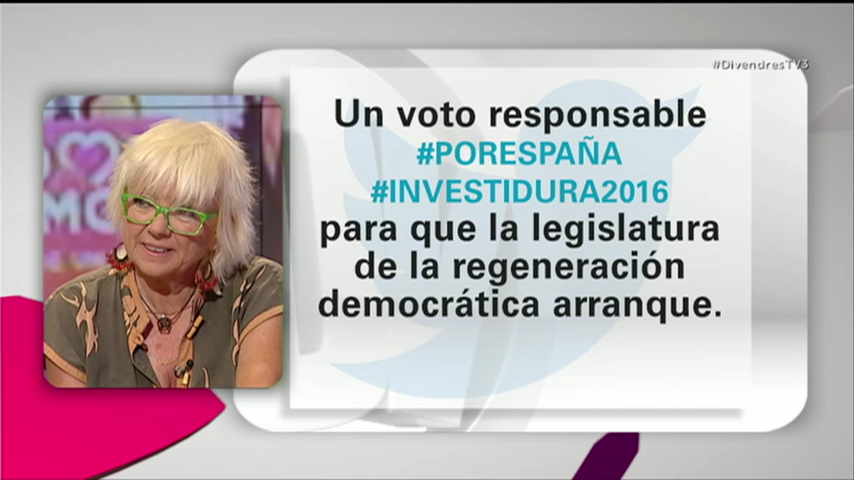 #DivendresTV3
Un voto responsable
#PORESPAÑA
#INVESTIDURA2016
para que la legislatura
de la regeneración
democrática arranque.